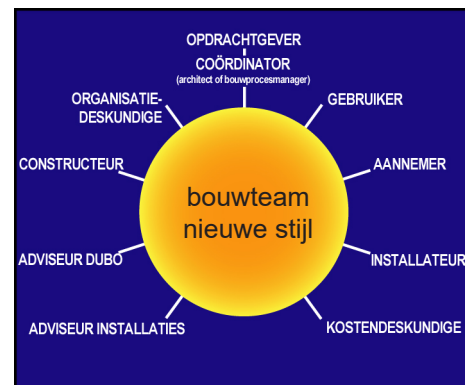 OPDRACHTGEVER
COÖRDINATOR
(architect of bouwprocesmanager)
ORGANISATIE-
DESKUNDIGE
GEBRUIKER
CONSTRUCTEUR
AANNEMER
bouwteam
nieuwe stijl
ADVISEUR DUBO
INSTALLATEUR
ADVISEUR INSTALLATIES
KOSTENDESKUNDIGE